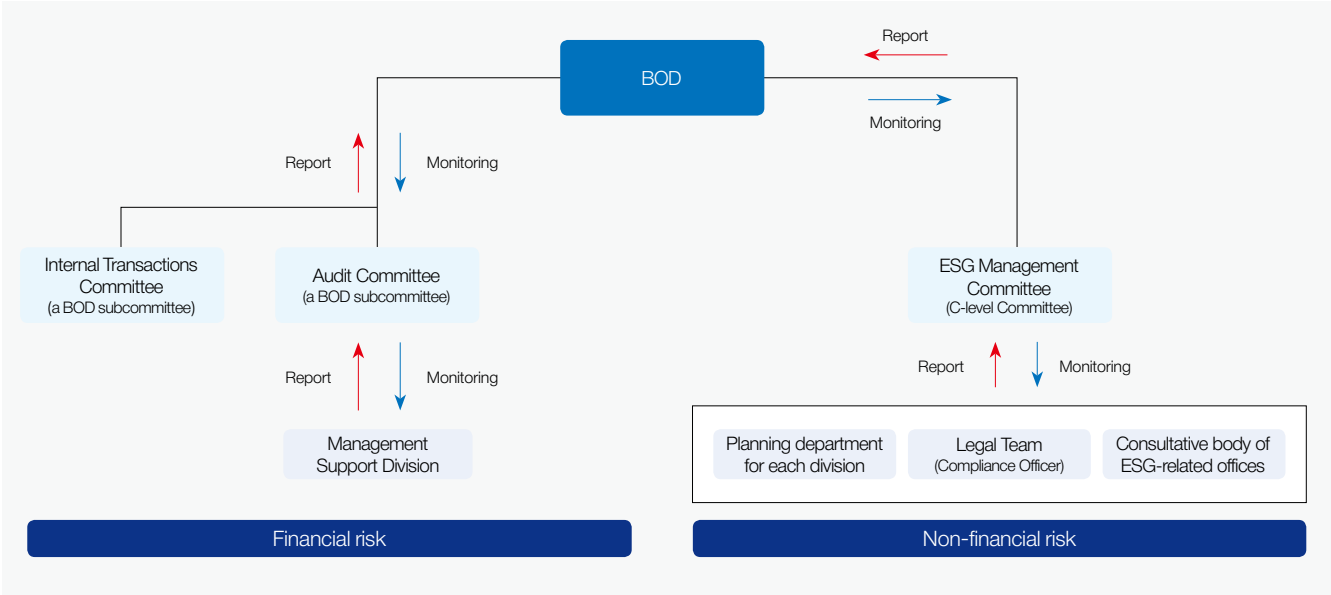 BOD
Report
Monitoring
Report
Monitoring
Internal Transactions
Committee
(a BOD subcommittee)
Audit Committee
(a BOD subcommittee)
ESG Management
Committee
(C-level Committee)
Report
Monitoring
Report
Monitoring
Management
Support Division
Planning department
for each division
Legal Team
(Compliance Officer)
Consultative body of
ESG-related offices
Financial risk
Non-financial risk